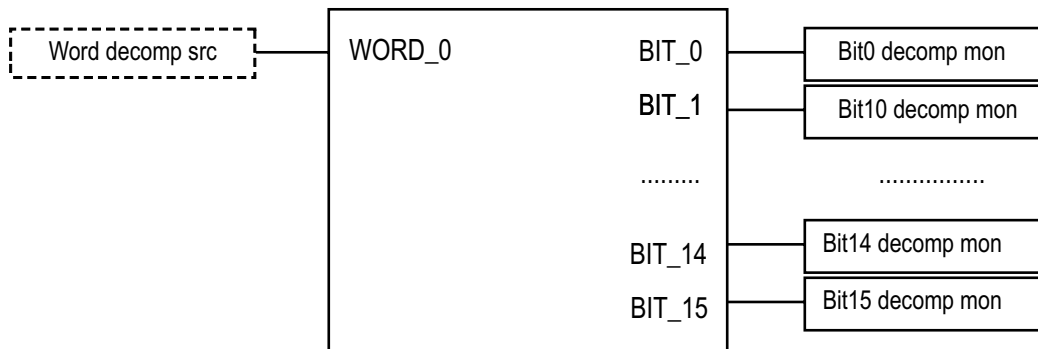 Word decomp src WORD_0 BIT_0 Bit0 decomp mon
BIT_1 Bit10 decomp mon
......... ................
BIT_14 Bit14 decomp mon
BIT_15 Bit15 decomp mon